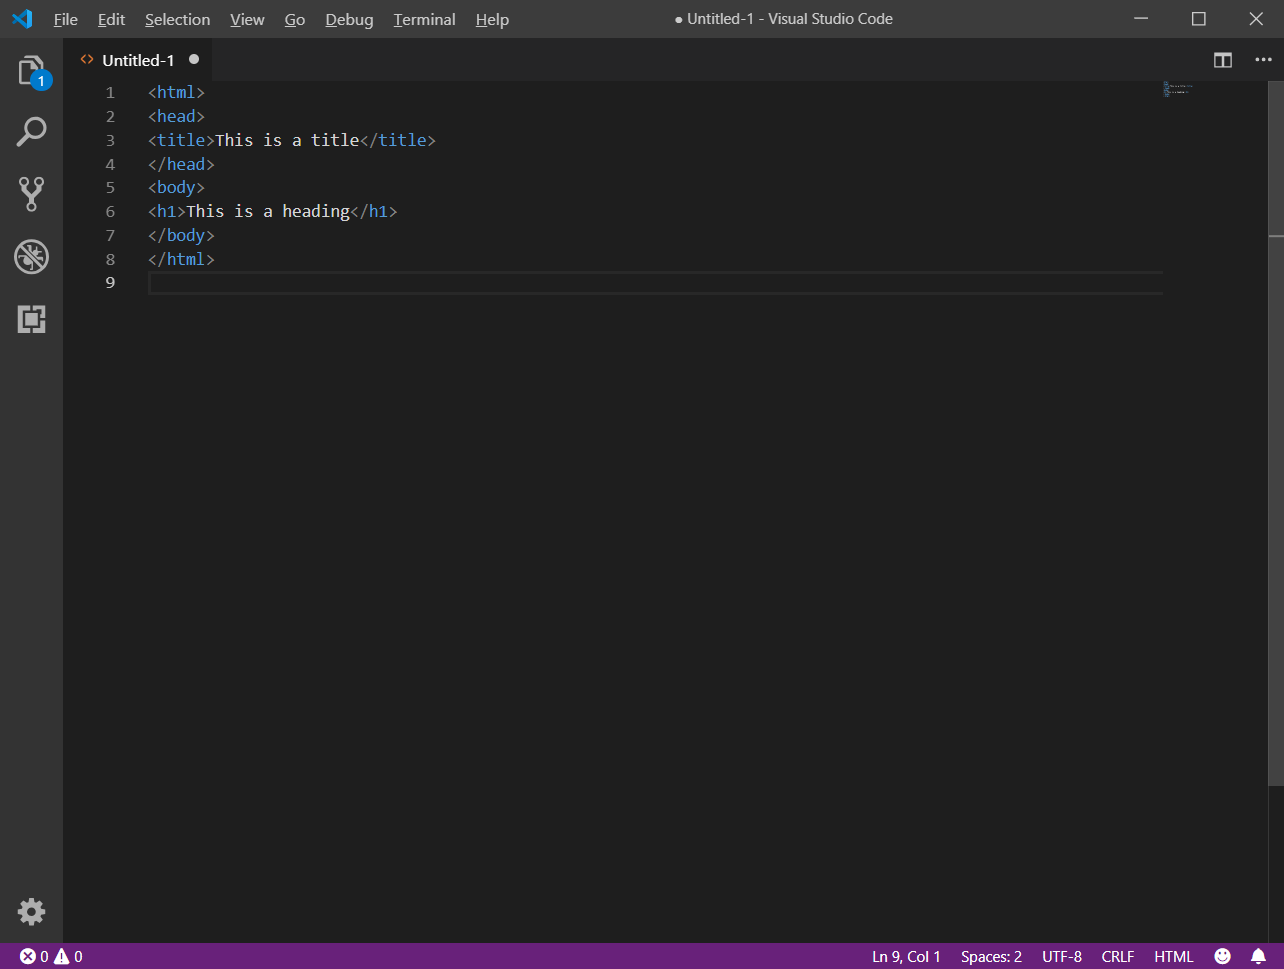 File Edit Selection View Go Debug Terminal Help ● Untitled-1 - Visual Studio Code
<> Untitled-1 ●
1
1 <html>
2 <head>
3 <title>This is a title</title>
4 </head>
5 <body>
6 <h1>This is a heading</h1>
7 </body>
8 </html>
9
0 0 Ln 9, Col 1 Spaces: 2 UTF-8 CRLF HTML